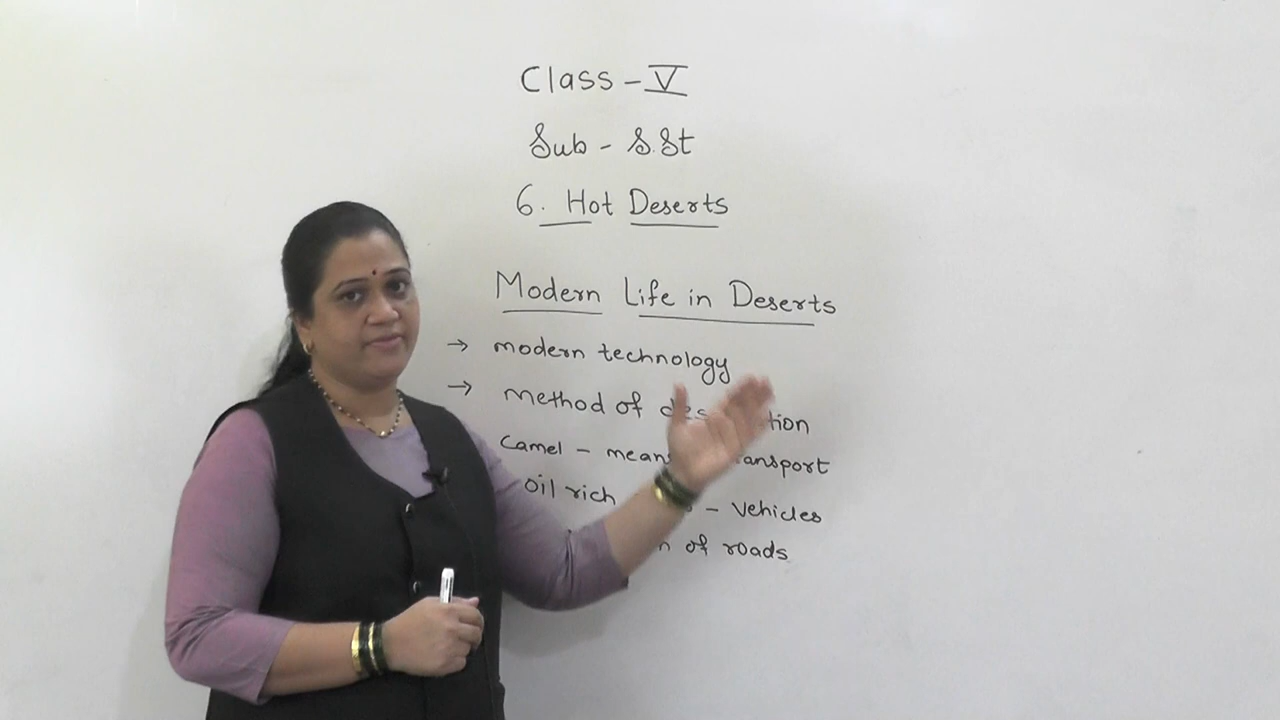 Class - V
Sub - S.St
6. Hot Deserts
Modern Life in Deserts
→ modern technology
→ method of
Camel -
oil rich - vehicles
of roads